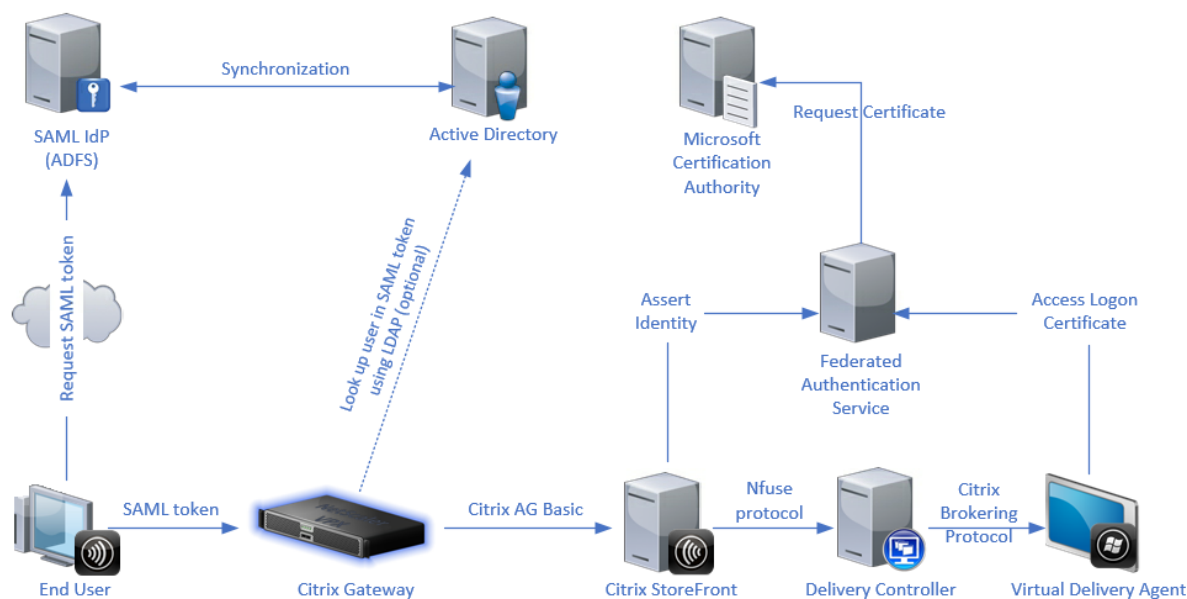 Synchronization
SAML IdP
(ADFS)
Active Directory
Request Certificate
Microsoft
Certification
Authority
Request SAML token
Look up user in SAML token
using LDAP (optional)
Assert
Identity
Access Logon
Certificate
Federated
Authentication
Service
SAML token
Citrix AG Basic
Nfuse
protocol
Citrix
Brokering
Protocol
End User
Citrix Gateway
Citrix StoreFront
Delivery Controller
Virtual Delivery Agent